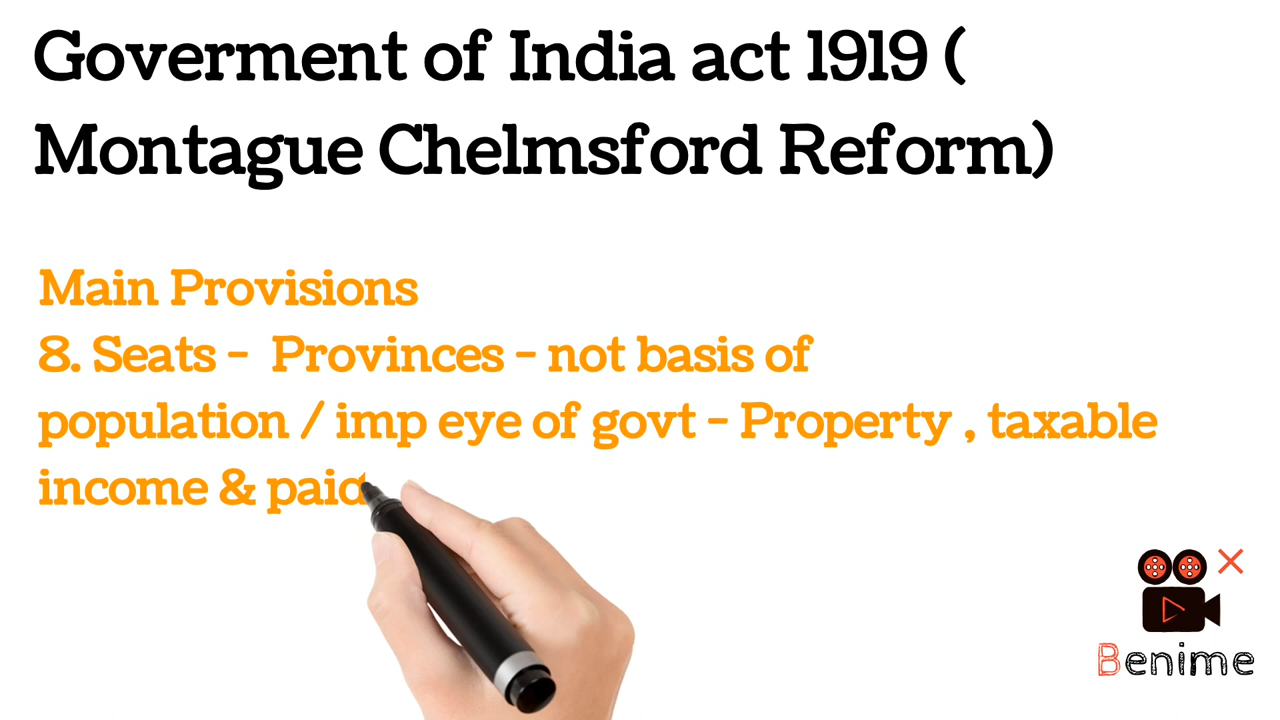 Goverment of India act 1919 (
Montague Chelmsford Reform)
Main Provisions
8. Seats - Provinces - not basis of
population / imp eye of govt - Property , taxable
income & paid
Benime